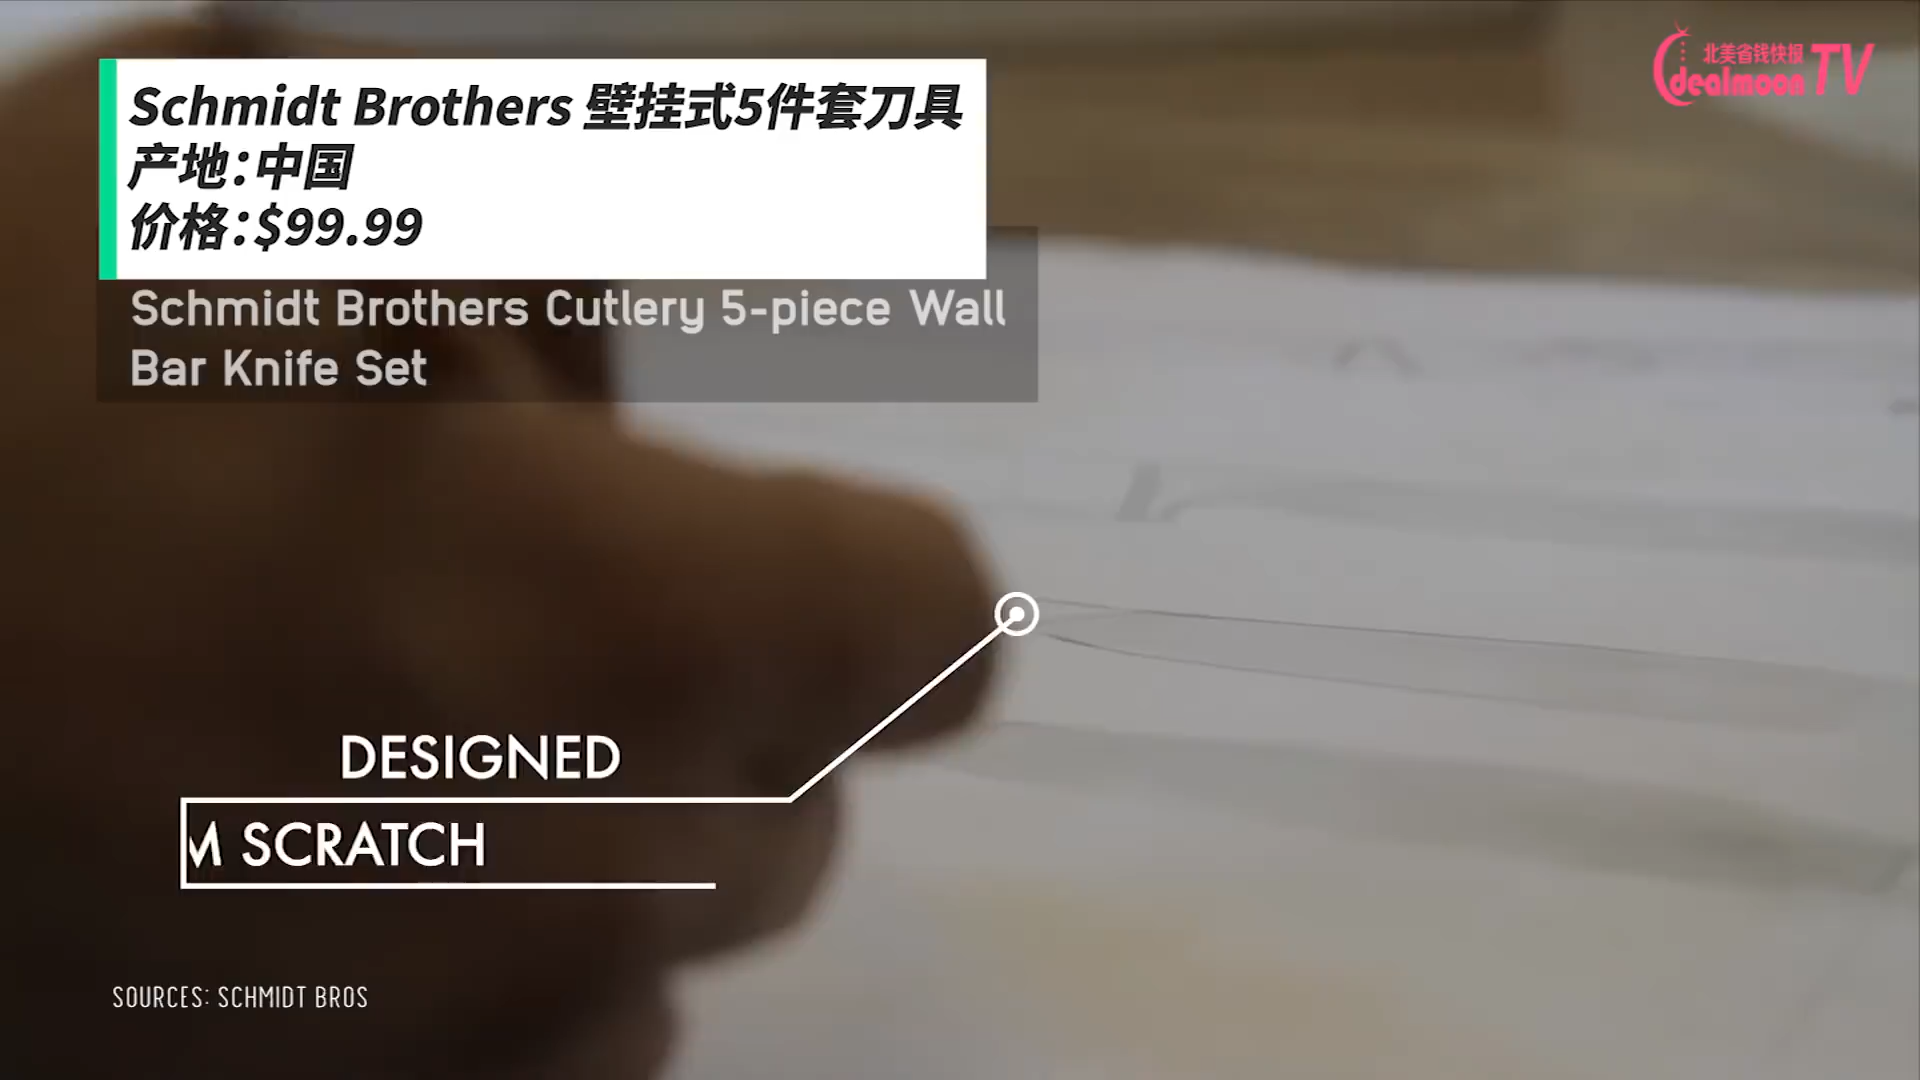 北美省钱快报
dealmoon TV
Schmidt Brothers 壁挂式5件套刀具
产地：中国
价格：$99.99
Schmidt Brothers Cutlery 5-piece Wall
Bar Knife Set
DESIGNED
M SCRATCH
SOURCES: SCHMIDT BROS